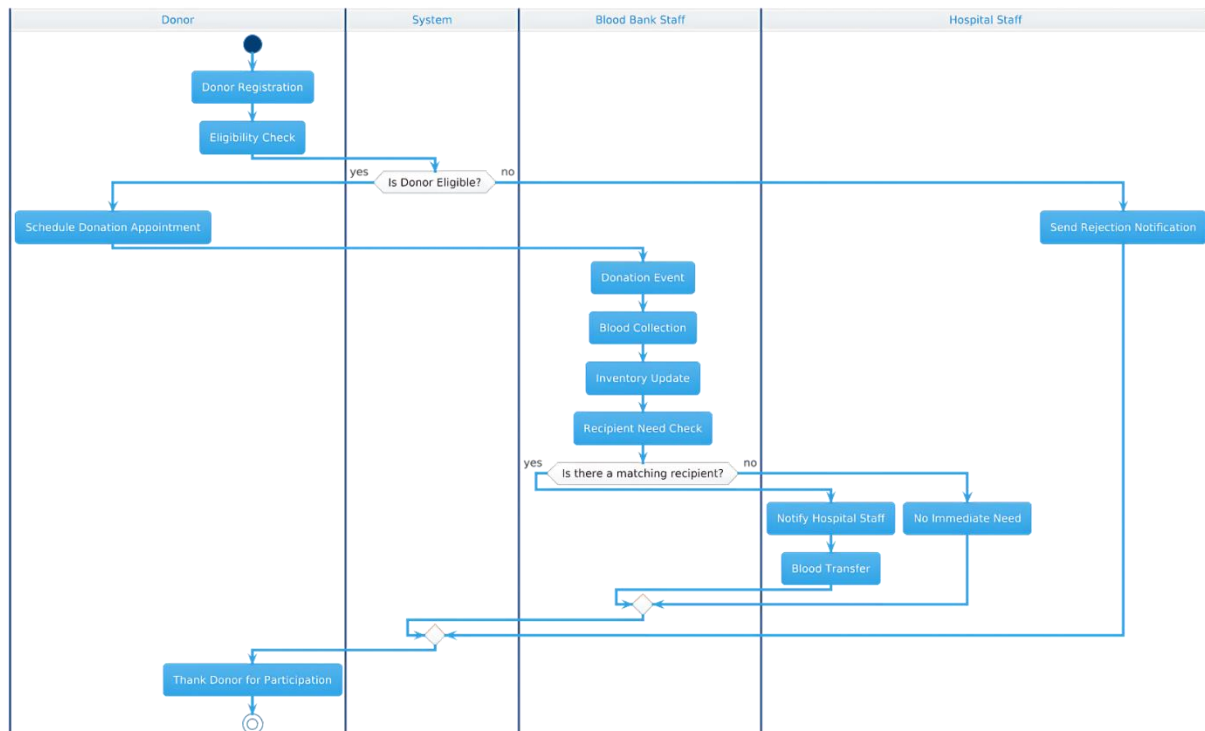 Donor
System
Blood Bank Staff
Hospital Staff
Donor Registration
Eligibility Check
yes
Is Donor Eligible?
no
Schedule Donation Appointment
Send Rejection Notification
Donation Event
Blood Collection
Inventory Update
Recipient Need Check
yes
Is there a matching recipient?
no
Notify Hospital Staff
No Immediate Need
Blood Transfer
Thank Donor for Participation